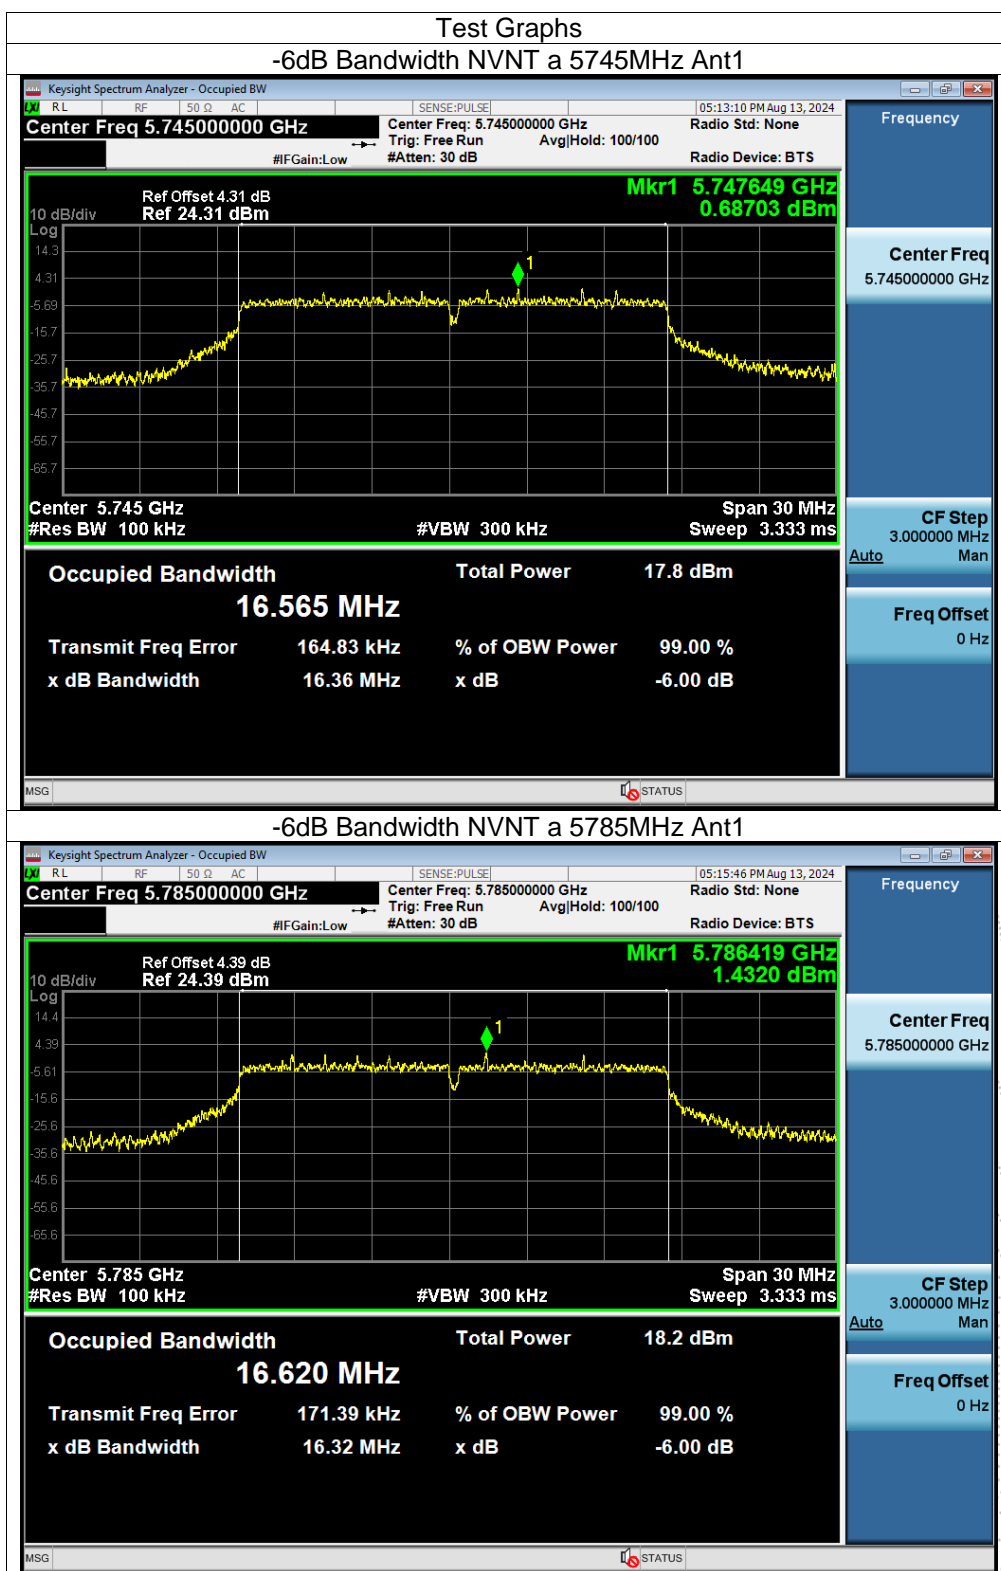 Test Graphs
-6dB Bandwidth NVNT a 5745MHz Ant1
Keysight Spectrum Analyzer - Occupied BW
LXI RL RF 50 Ω AC SENSE:PULSE 05:13:10 PM Aug 13, 2024
Center Freq 5.745000000 GHz Center Freq: 5.745000000 GHz Radio Std: None Frequency
Trig: Free Run Avg|Hold: 100/100
#IFGain:Low #Atten: 30 dB Radio Device: BTS
Mkr1 5.747649 GHz
Ref Offset 4.31 dB
10 dB/div Ref 24.31 dBm 0.68703 dBm
Log
14.3
4.31
-5.69
-15.7
-25.7
-35.7
-45.7
-55.7
-65.7
1
Center Freq
5.745000000 GHz
Center 5.745 GHz Span 30 MHz
#Res BW 100 kHz #VBW 300 kHz Sweep 3.333 ms
CF Step
3.000000 MHz
Auto Man
Occupied Bandwidth Total Power 17.8 dBm
16.565 MHz
Freq Offset
0 Hz
Transmit Freq Error 164.83 kHz % of OBW Power 99.00 %
x dB Bandwidth 16.36 MHz x dB -6.00 dB
MSG STATUS
-6dB Bandwidth NVNT a 5785MHz Ant1
Keysight Spectrum Analyzer - Occupied BW
LXI RL RF 50 Ω AC SENSE:PULSE 05:15:46 PM Aug 13, 2024
Center Freq 5.785000000 GHz Center Freq: 5.785000000 GHz Radio Std: None Frequency
Trig: Free Run Avg|Hold: 100/100
#IFGain:Low #Atten: 30 dB Radio Device: BTS
Mkr1 5.786419 GHz
Ref Offset 4.39 dB
10 dB/div Ref 24.39 dBm 1.4320 dBm
Log
14.4
4.39
-5.61
-15.6
-25.6
-35.6
-45.6
-55.6
-65.6
1
Center Freq
5.785000000 GHz
Center 5.785 GHz Span 30 MHz
#Res BW 100 kHz #VBW 300 kHz Sweep 3.333 ms
CF Step
3.000000 MHz
Auto Man
Occupied Bandwidth Total Power 18.2 dBm
16.620 MHz
Freq Offset
0 Hz
Transmit Freq Error 171.39 kHz % of OBW Power 99.00 %
x dB Bandwidth 16.32 MHz x dB -6.00 dB
MSG STATUS